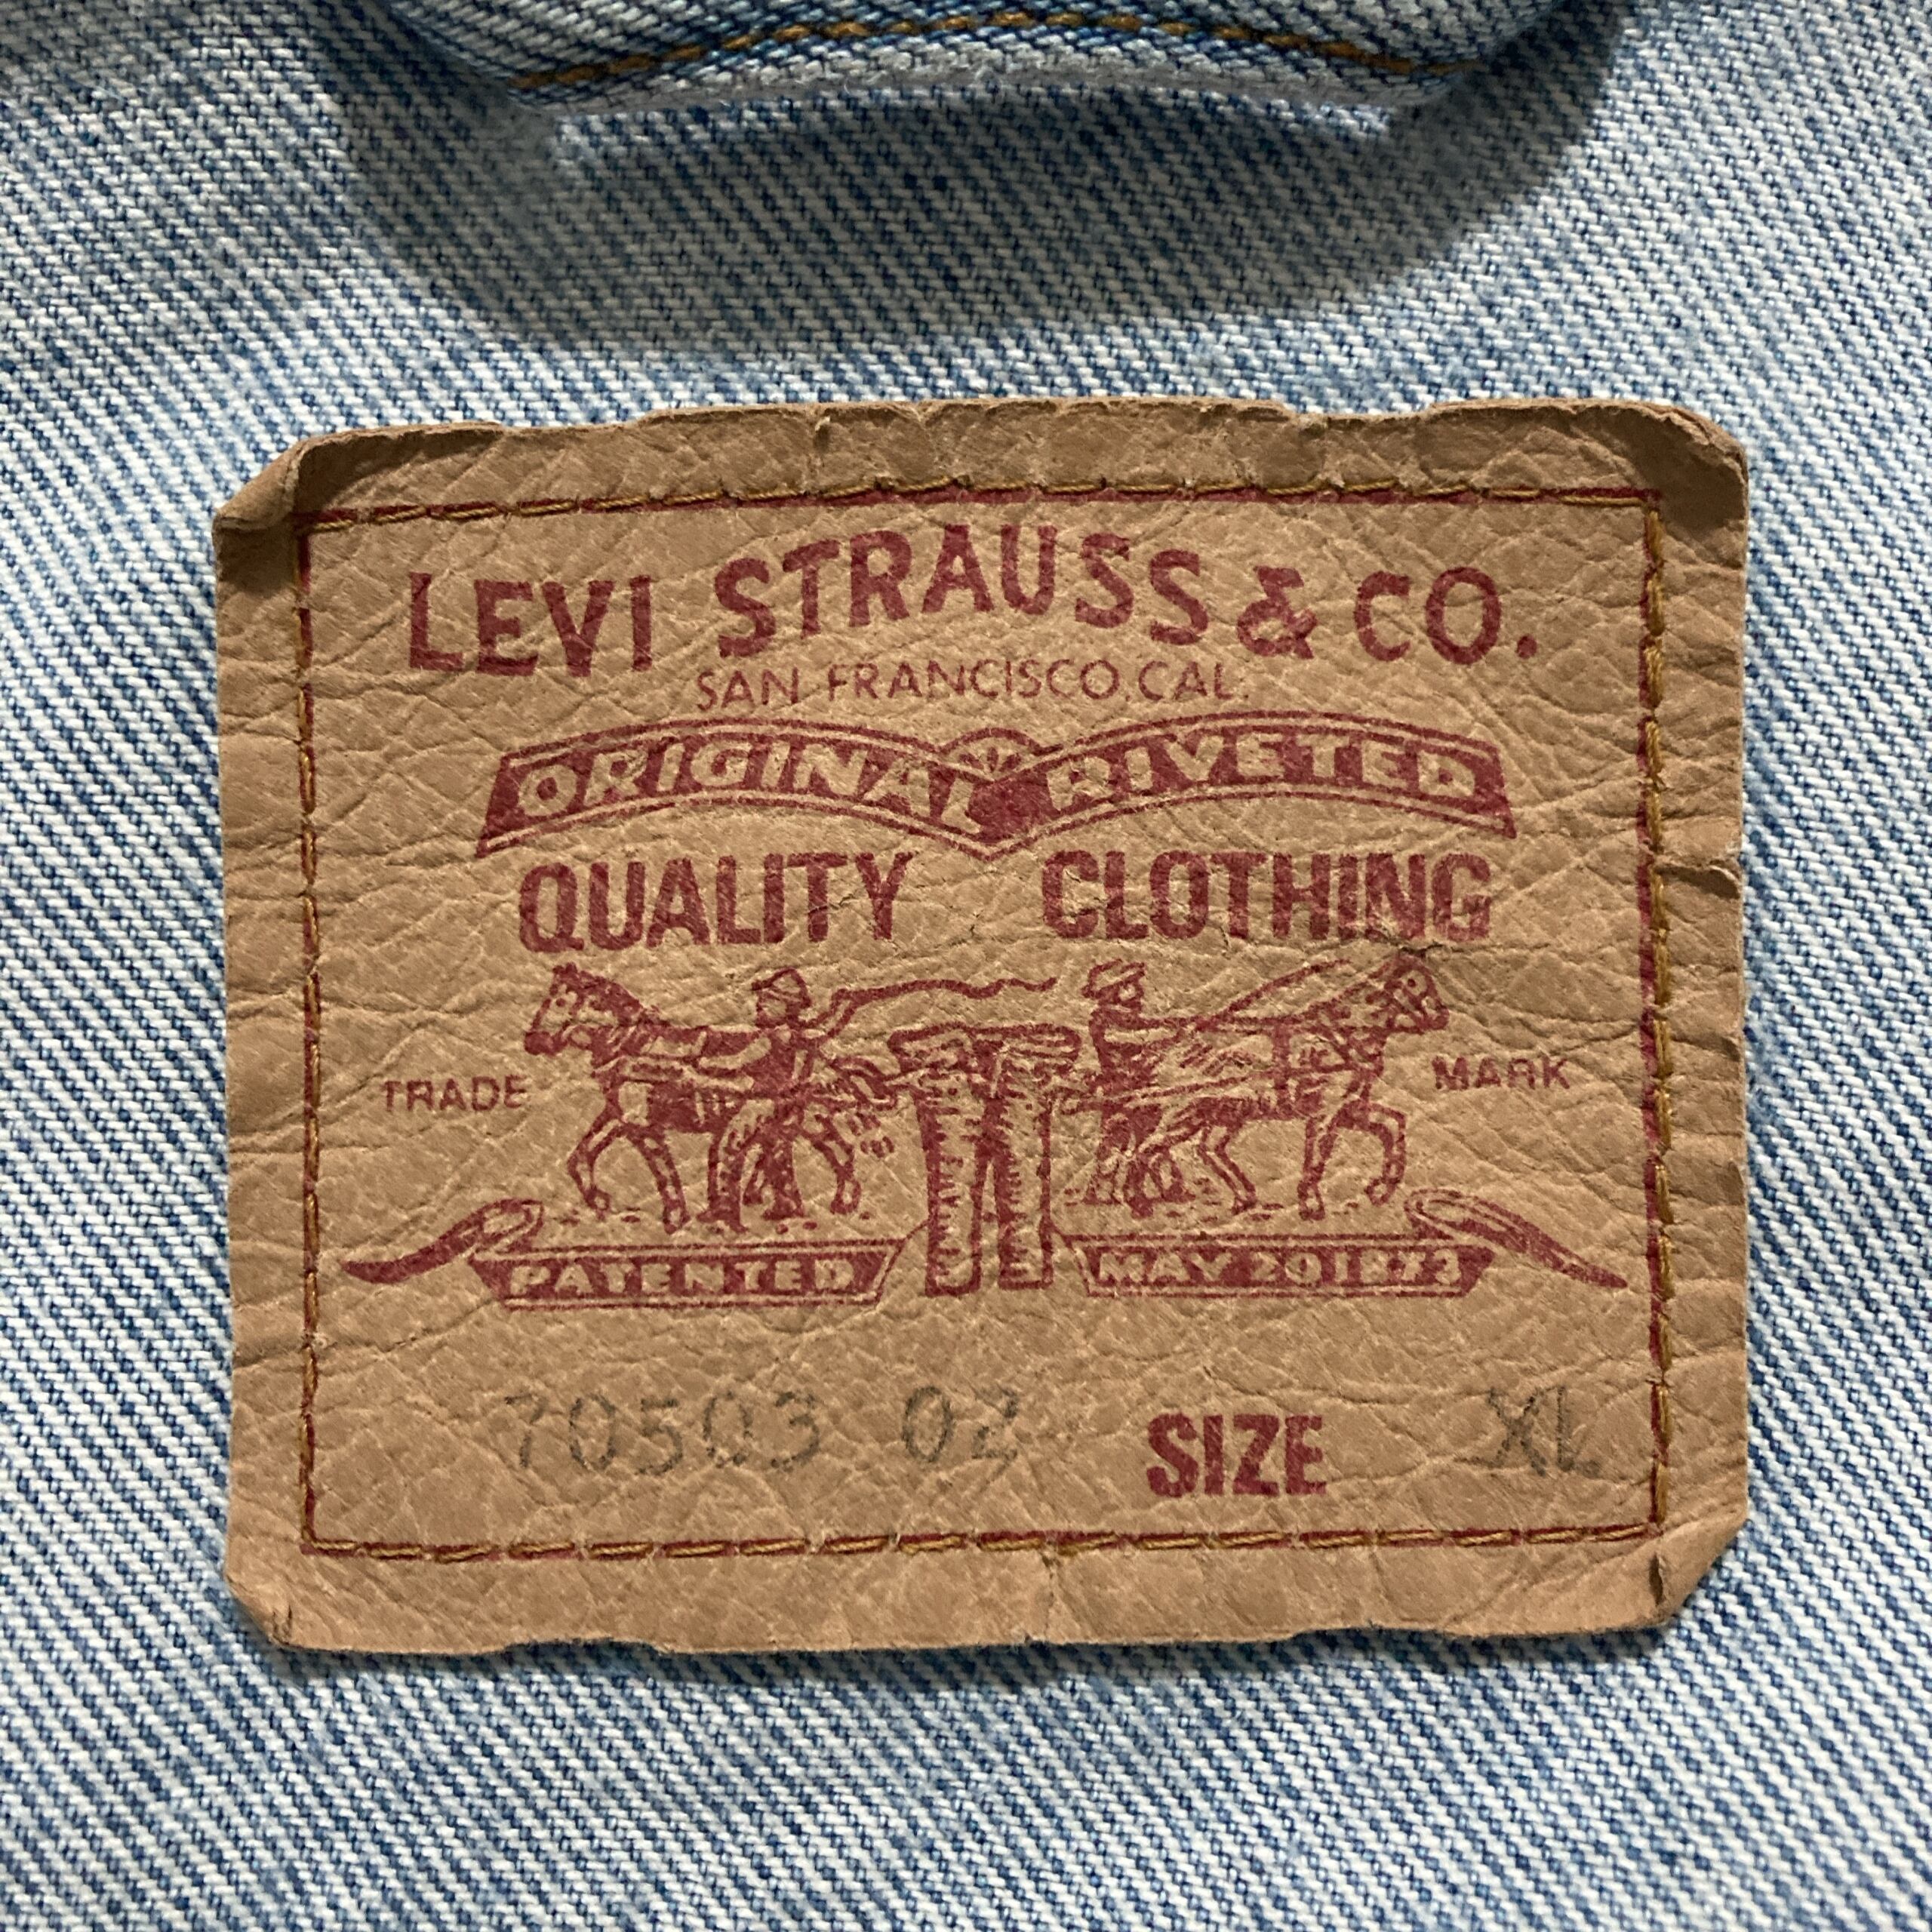 LEVI STRAUSS & CO.
SAN FRANCISCO, CAL.
ORIGINAL RIVETED
QUALITY CLOTHING
TRADE MARK
PATENTED MAY 20 1873
70503 02 SIZE XL